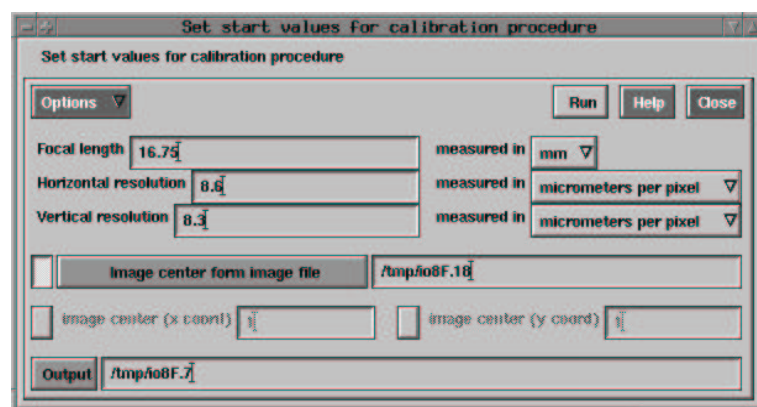 Set start values for calibration procedure
Set start values for calibration procedure
Options Run Help Close
Focal length 16.75 measured in mm
Horizontal resolution 8.6 measured in micrometers per pixel
Vertical resolution 8.3 measured in micrometers per pixel
Image center form image file /tmp/io8F.18
image center (x coord) 1 image center (y coord) 1
Output /tmp/io8F.7